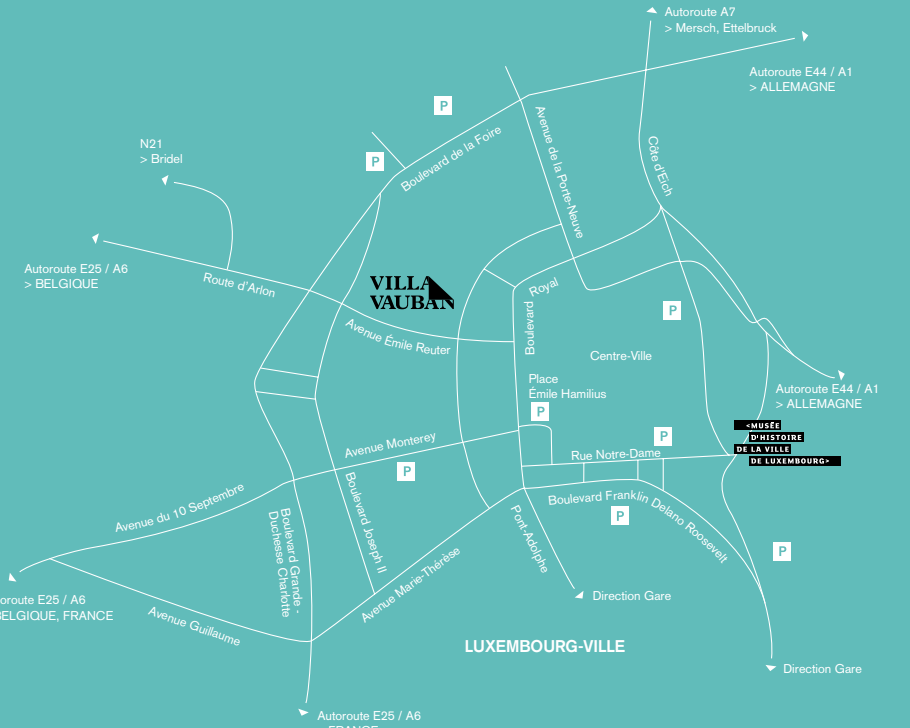 Autoroute A7
> Mersch, Ettelbruck
Autoroute E44 / A1
> ALLEMAGNE
P
Boulevard de la Foire
Avenue de la Porte-Neuve
Côte d'Eich
N21
> Bridel
P
Autoroute E25 / A6
> BELGIQUE
Route d'Arlon
VILLA
VAUBAN
Royal
Boulevard
P
Avenue Émile Reuter
Centre-Ville
Place
Émile Hamilius
P
Autoroute E44 / A1
> ALLEMAGNE
<MUSÉE
D'HISTOIRE
DE LA VILLE
DE LUXEMBOURG>
Avenue Monterey
P
P
Rue Notre-Dame
Avenue du 10 Septembre
Boulevard Grande -
Duchesse Charlotte
Boulevard Joseph II
Boulevard Franklin Delano Roosevelt
P
Pont-Adolphe
P
Avenue Marie-Thérèse
oroute E25 / A6
BELGIQUE, FRANCE
Avenue Guillaume
Direction Gare
LUXEMBOURG-VILLE
Direction Gare
Autoroute E25 / A6
FRANCE